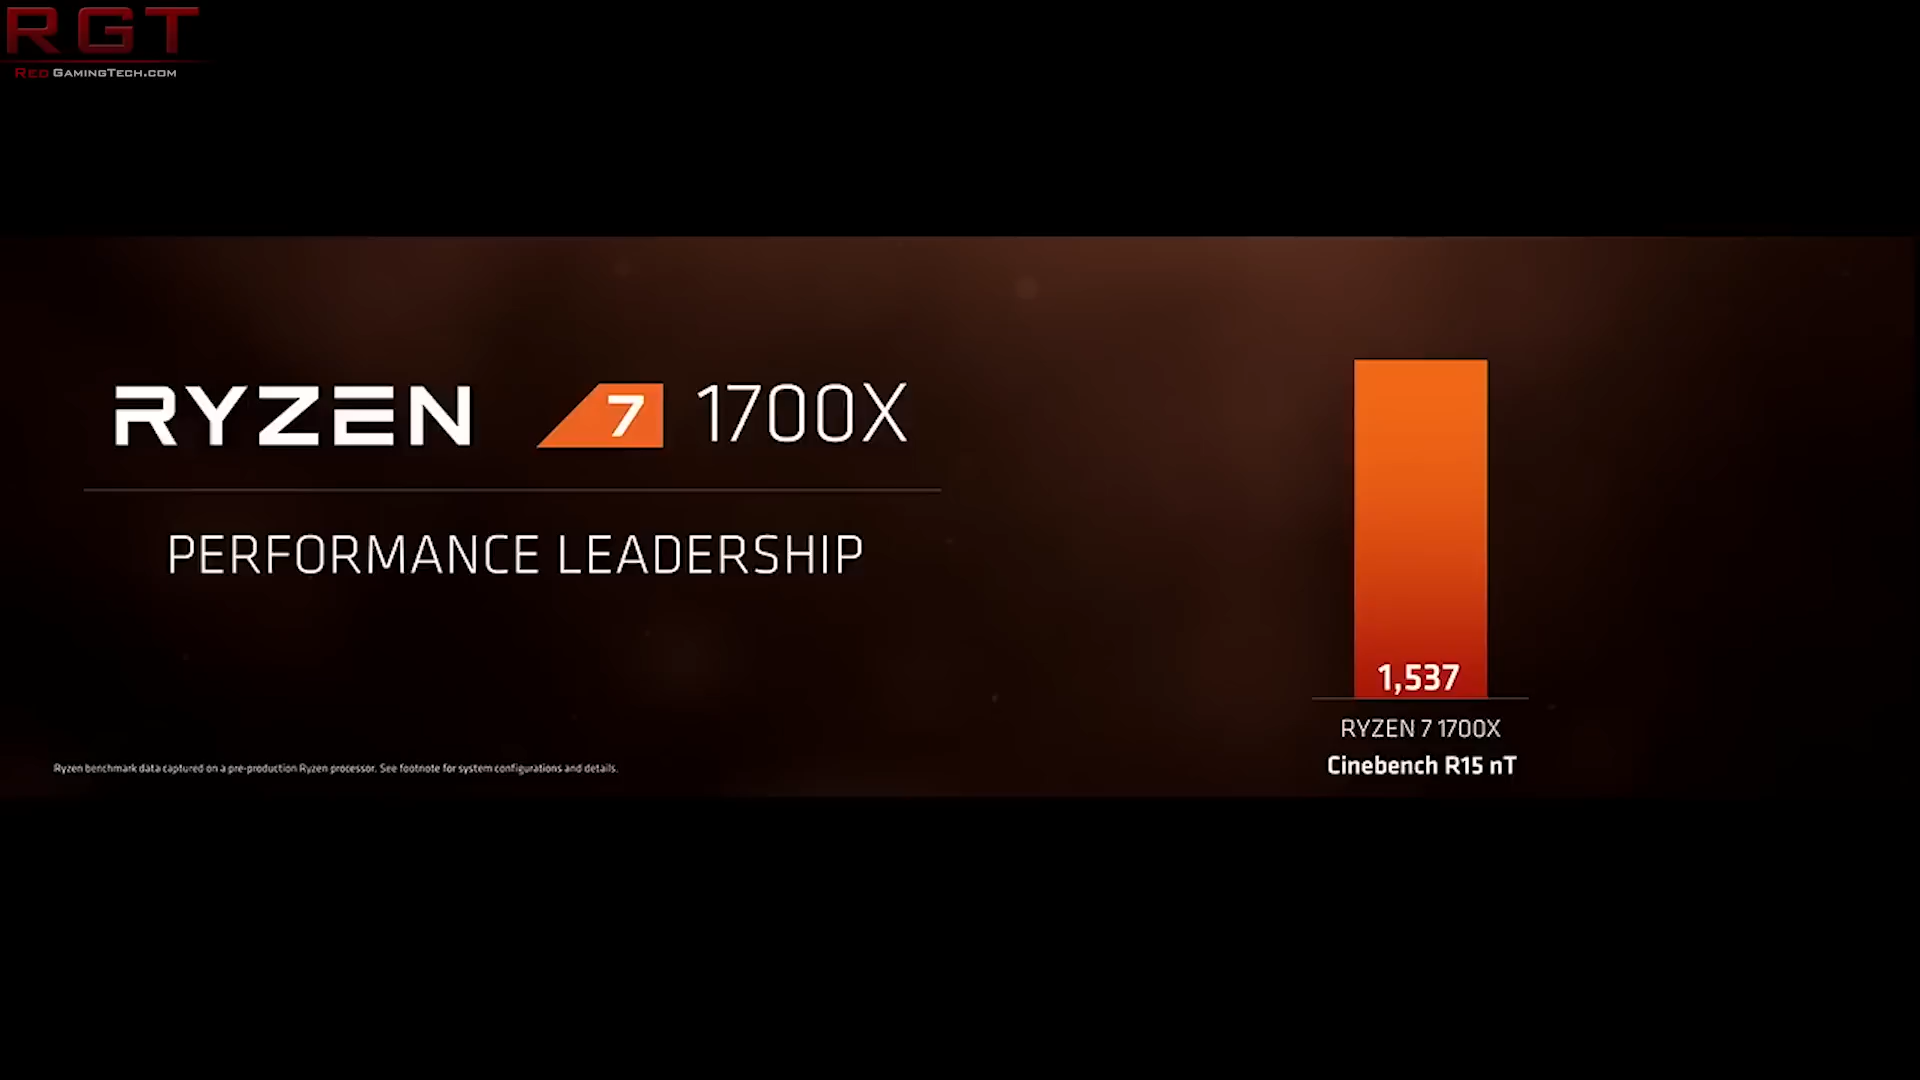 RGT
RED GAMINGTECH.COM
RYZEN 7 1700X
PERFORMANCE LEADERSHIP
1,537
RYZEN 7 1700X
Cinebench R15 nT
Ryzen benchmark data captured on a pre-production Ryzen processor. See footnote for system configurations and details.